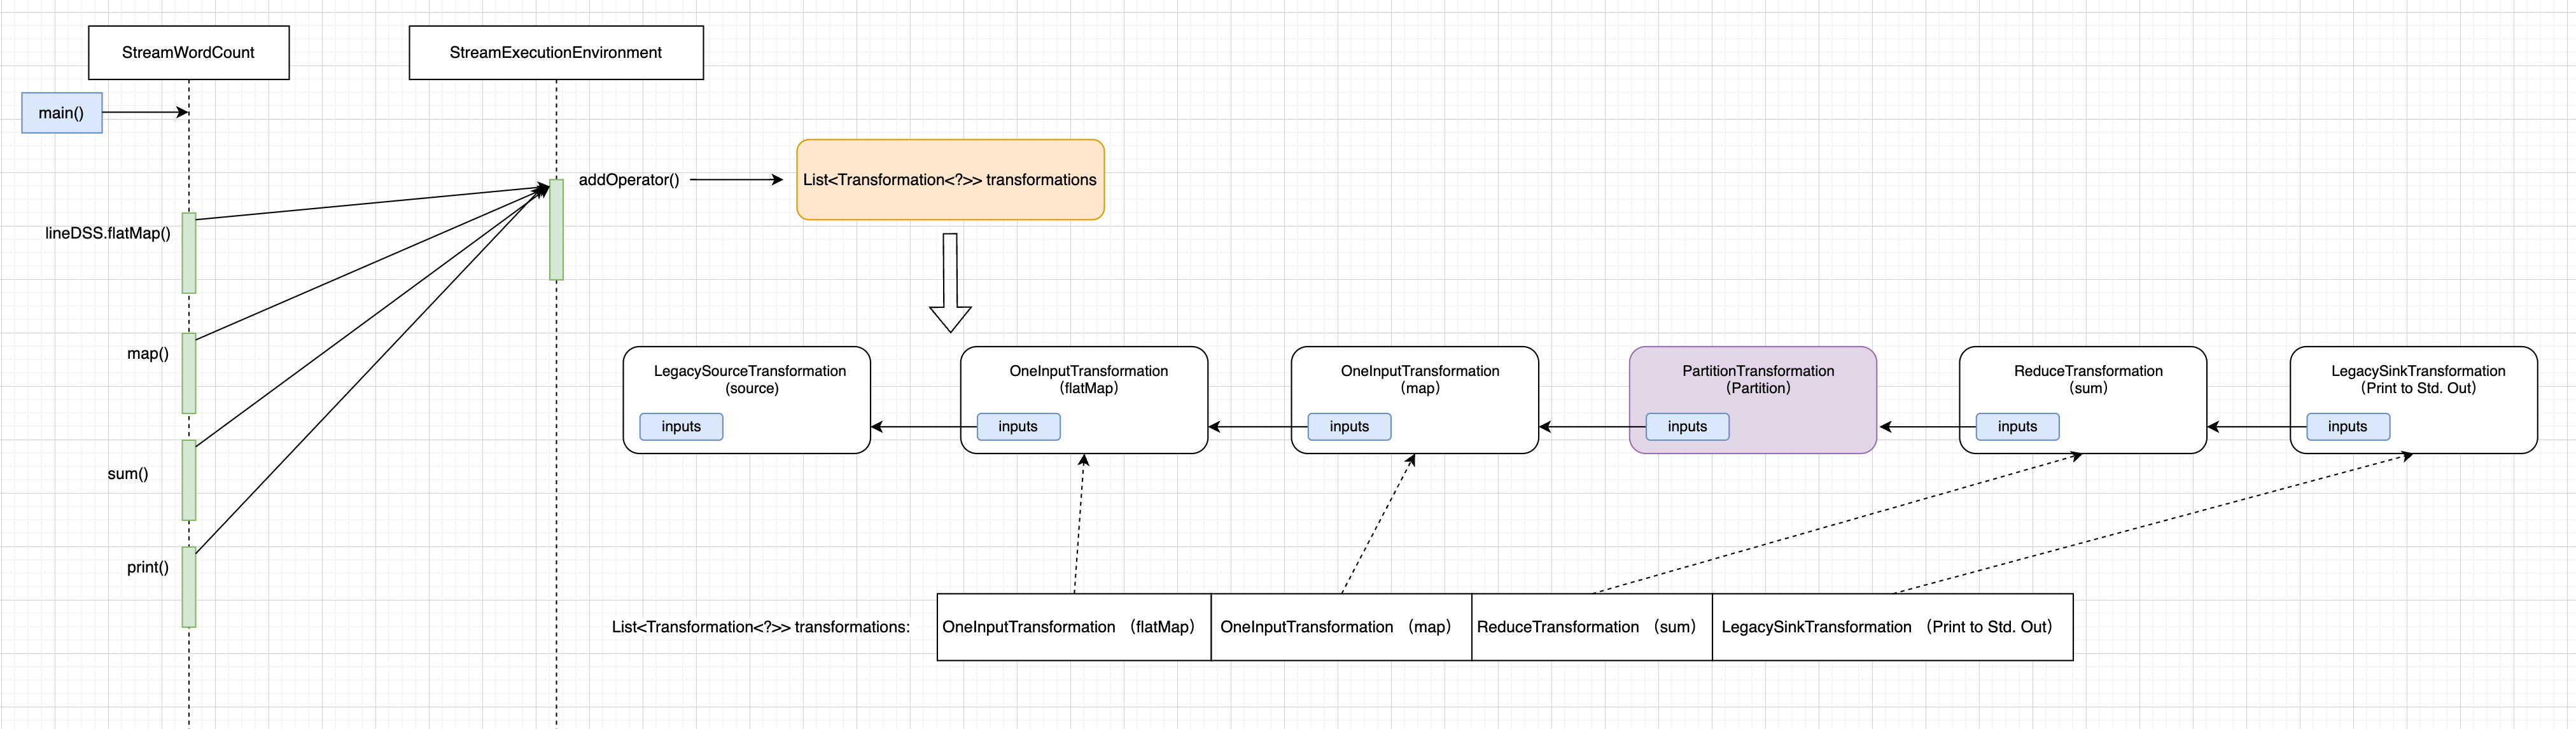 StreamWordCount
StreamExecutionEnvironment
main()
addOperator()
List<Transformation<?>> transformations
lineDSS.flatMap()
map()
sum()
print()
LegacySourceTransformation
(source)
inputs
OneInputTransformation
（flatMap）
inputs
OneInputTransformation
（map）
inputs
PartitionTransformation
（Partition）
inputs
ReduceTransformation
（sum）
inputs
LegacySinkTransformation
（Print to Std. Out）
inputs
List<Transformation<?>> transformations:
OneInputTransformation （flatMap）
OneInputTransformation （map）
ReduceTransformation （sum）
LegacySinkTransformation （Print to Std. Out）